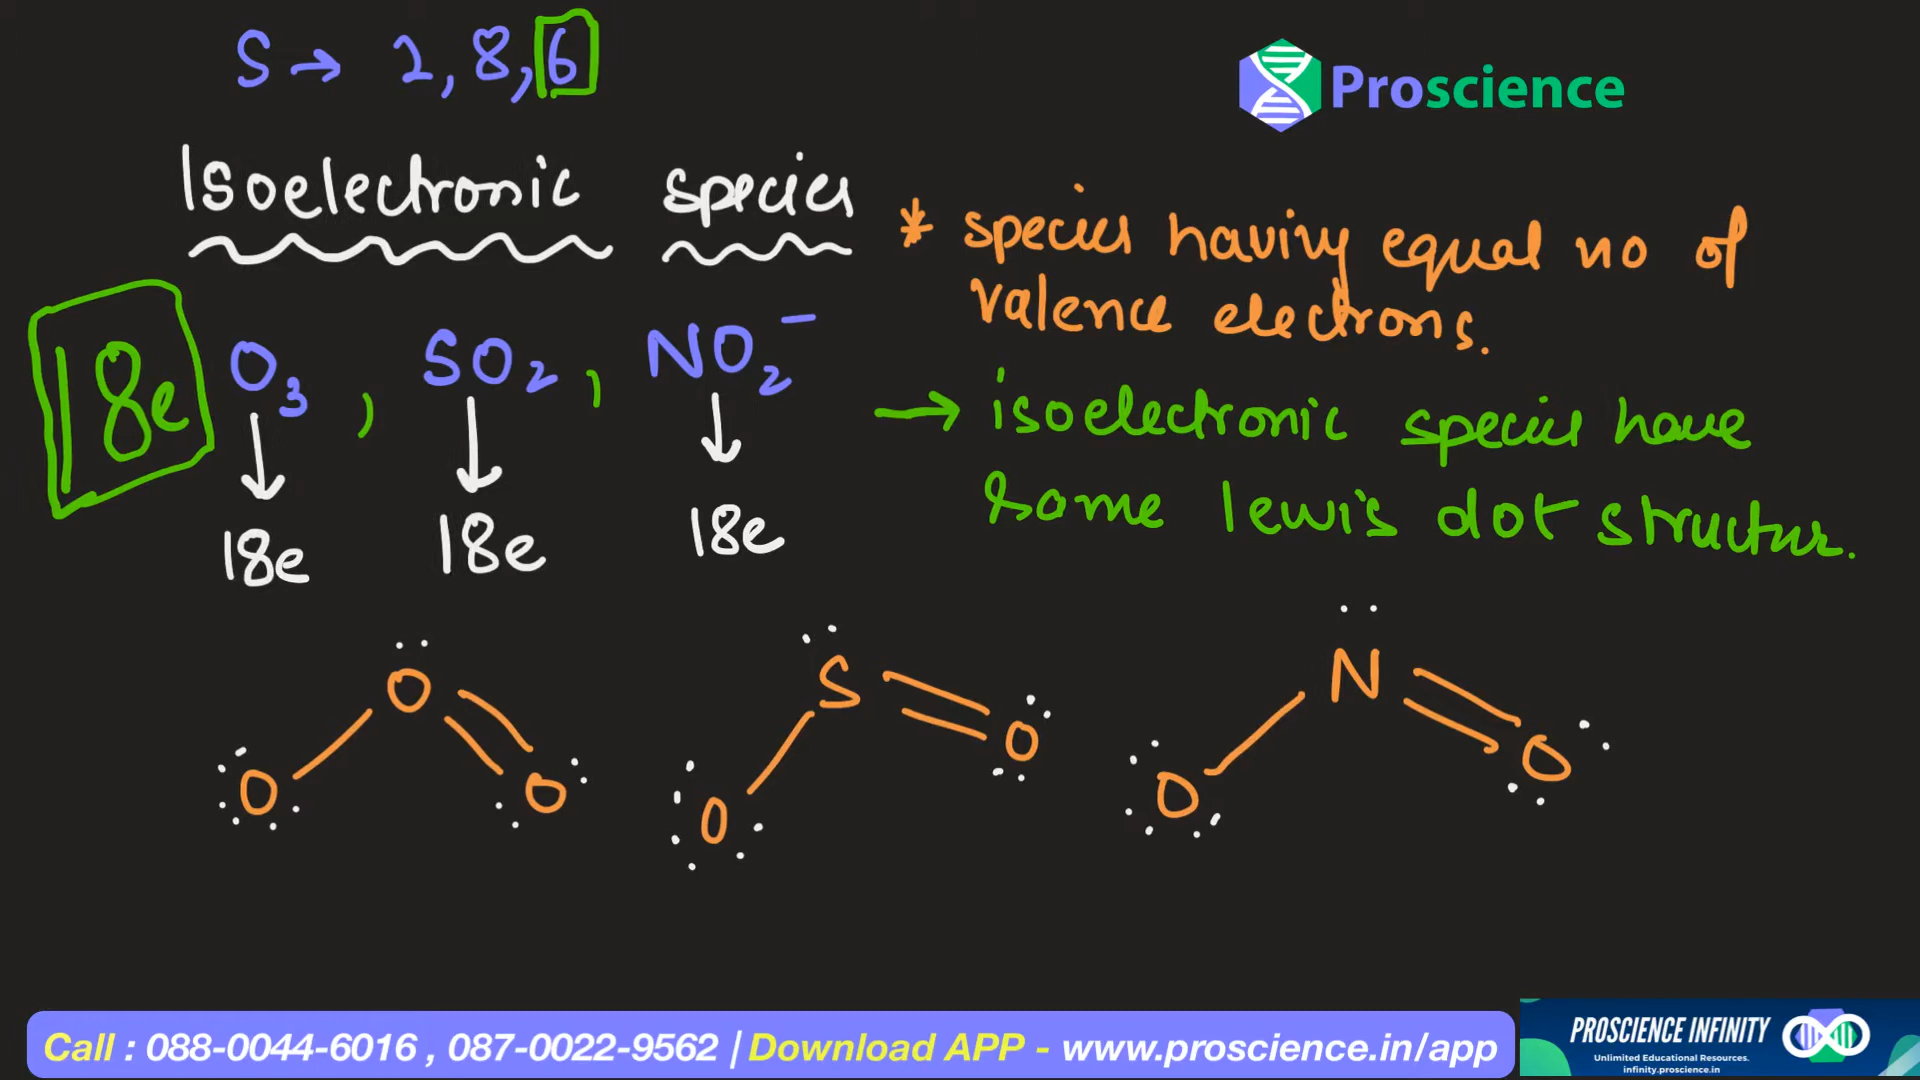 S → 2, 8, 6
Proscience
Isoelectronic species
* species having equal no of
valence electrons.
18e O₃ , SO₂ , NO₂⁻
→ isoelectronic species have
same lewis dot structur.
18e 18e 18e
O S N
O O O O O O
Call : 088-0044-6016 , 087-0022-9562 | Download APP - www.proscience.in/app
PROSCIENCE INFINITY
Unlimited Educational Resources.
infinity.proscience.in